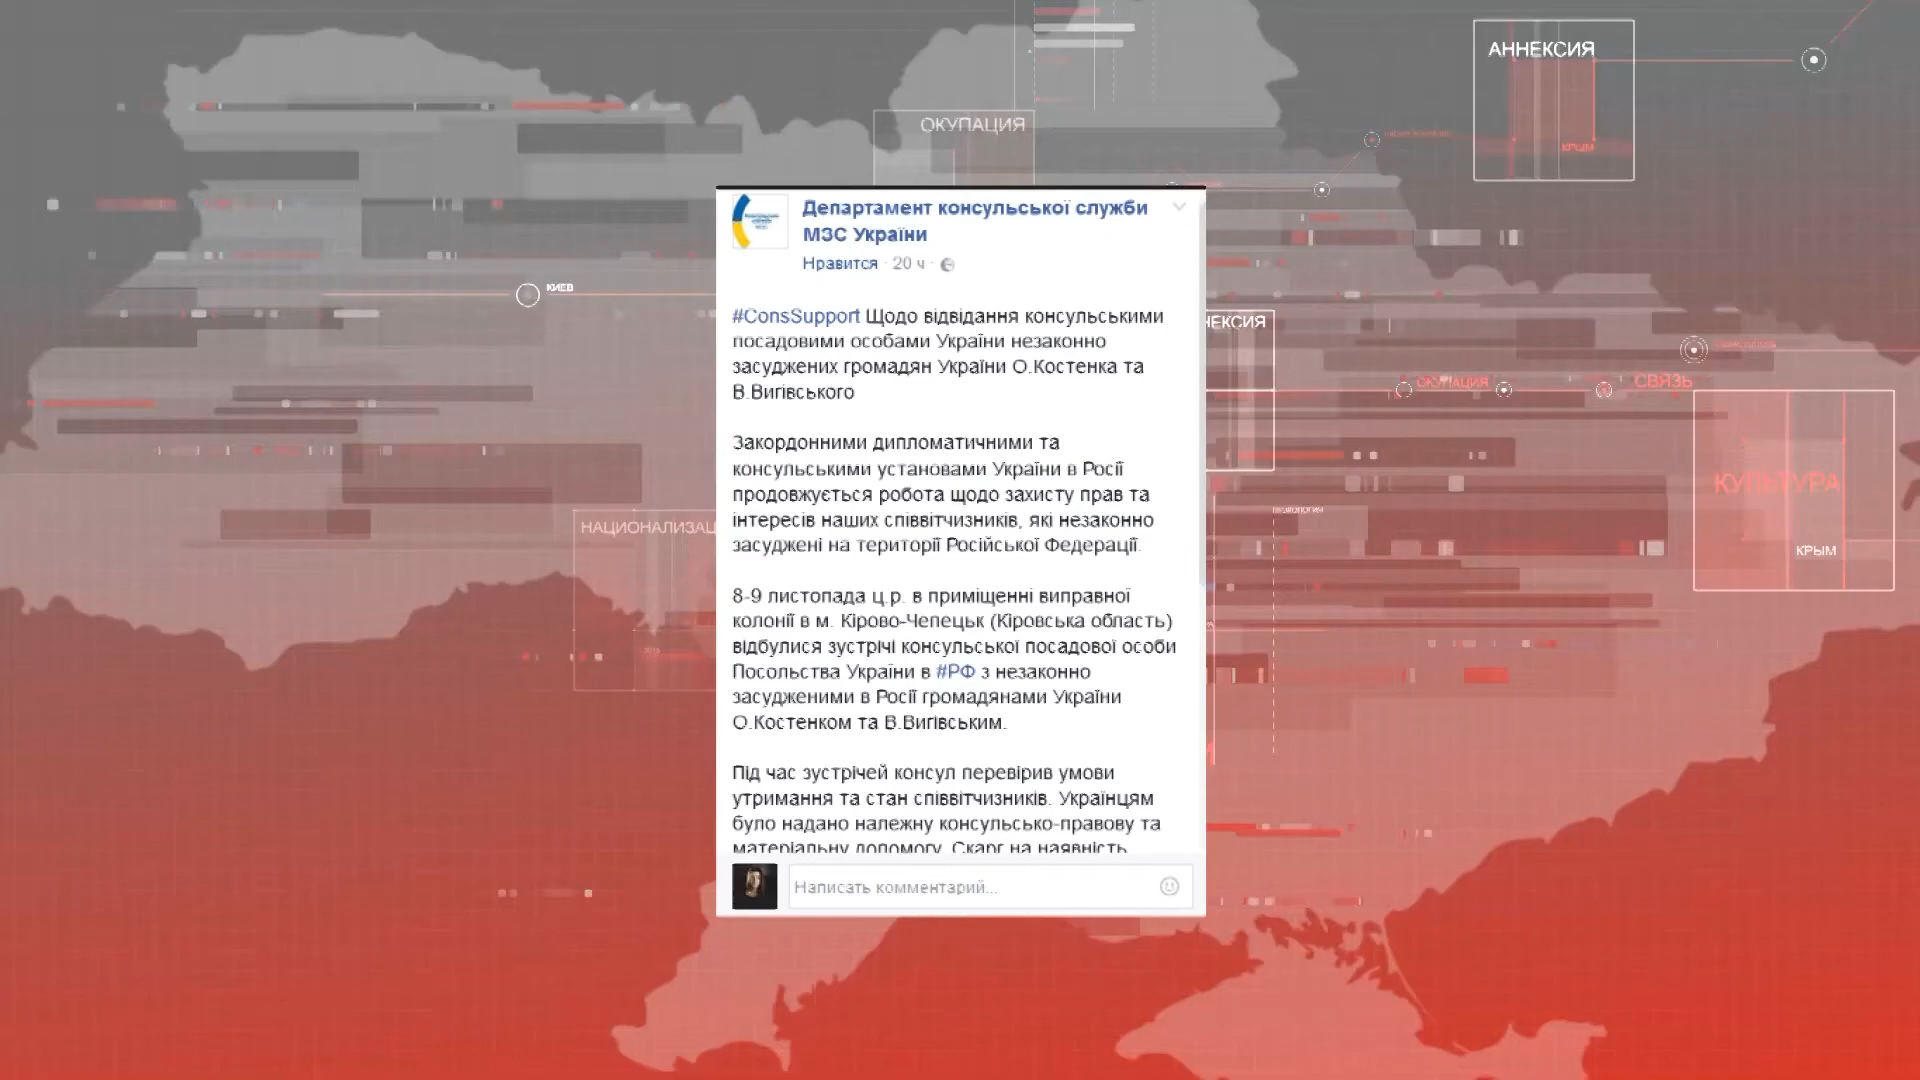 АННЕКСИЯ
ОКУПАЦИЯ
КРЫМ
Департамент консульської служби
МЗС України
Нравится · 20 ч ·
КИЕВ
#ConsSupport Щодо відвідання консульськими
посадовими особами України незаконно
засуджених громадян України О.Костенка та
В.Вигівського
НЕКСИЯ
ОКУПАЦИЯ
СВЯЗЬ
Закордонними дипломатичними та
консульськими установами України в Росії
продовжується робота щодо захисту прав та
інтересів наших співвітчизників, які незаконно
засуджені на території Російської Федерації.
КУЛЬТУРА
НАЦИОНАЛИЗАЦ
КРЫМ
8-9 листопада ц.р. в приміщенні виправної
колонії в м. Кірово-Чепецьк (Кіровська область)
відбулися зустрічі консульської посадової особи
Посольства України в #РФ з незаконно
засудженими в Росії громадянами України
О.Костенком та В.Вигівським.
Під час зустрічей консул перевірив умови
утримання та стан співвітчизників. Українцям
було надано належну консульсько-правову та
матеріальну допомогу. Скарг на наявність
Написать комментарий...